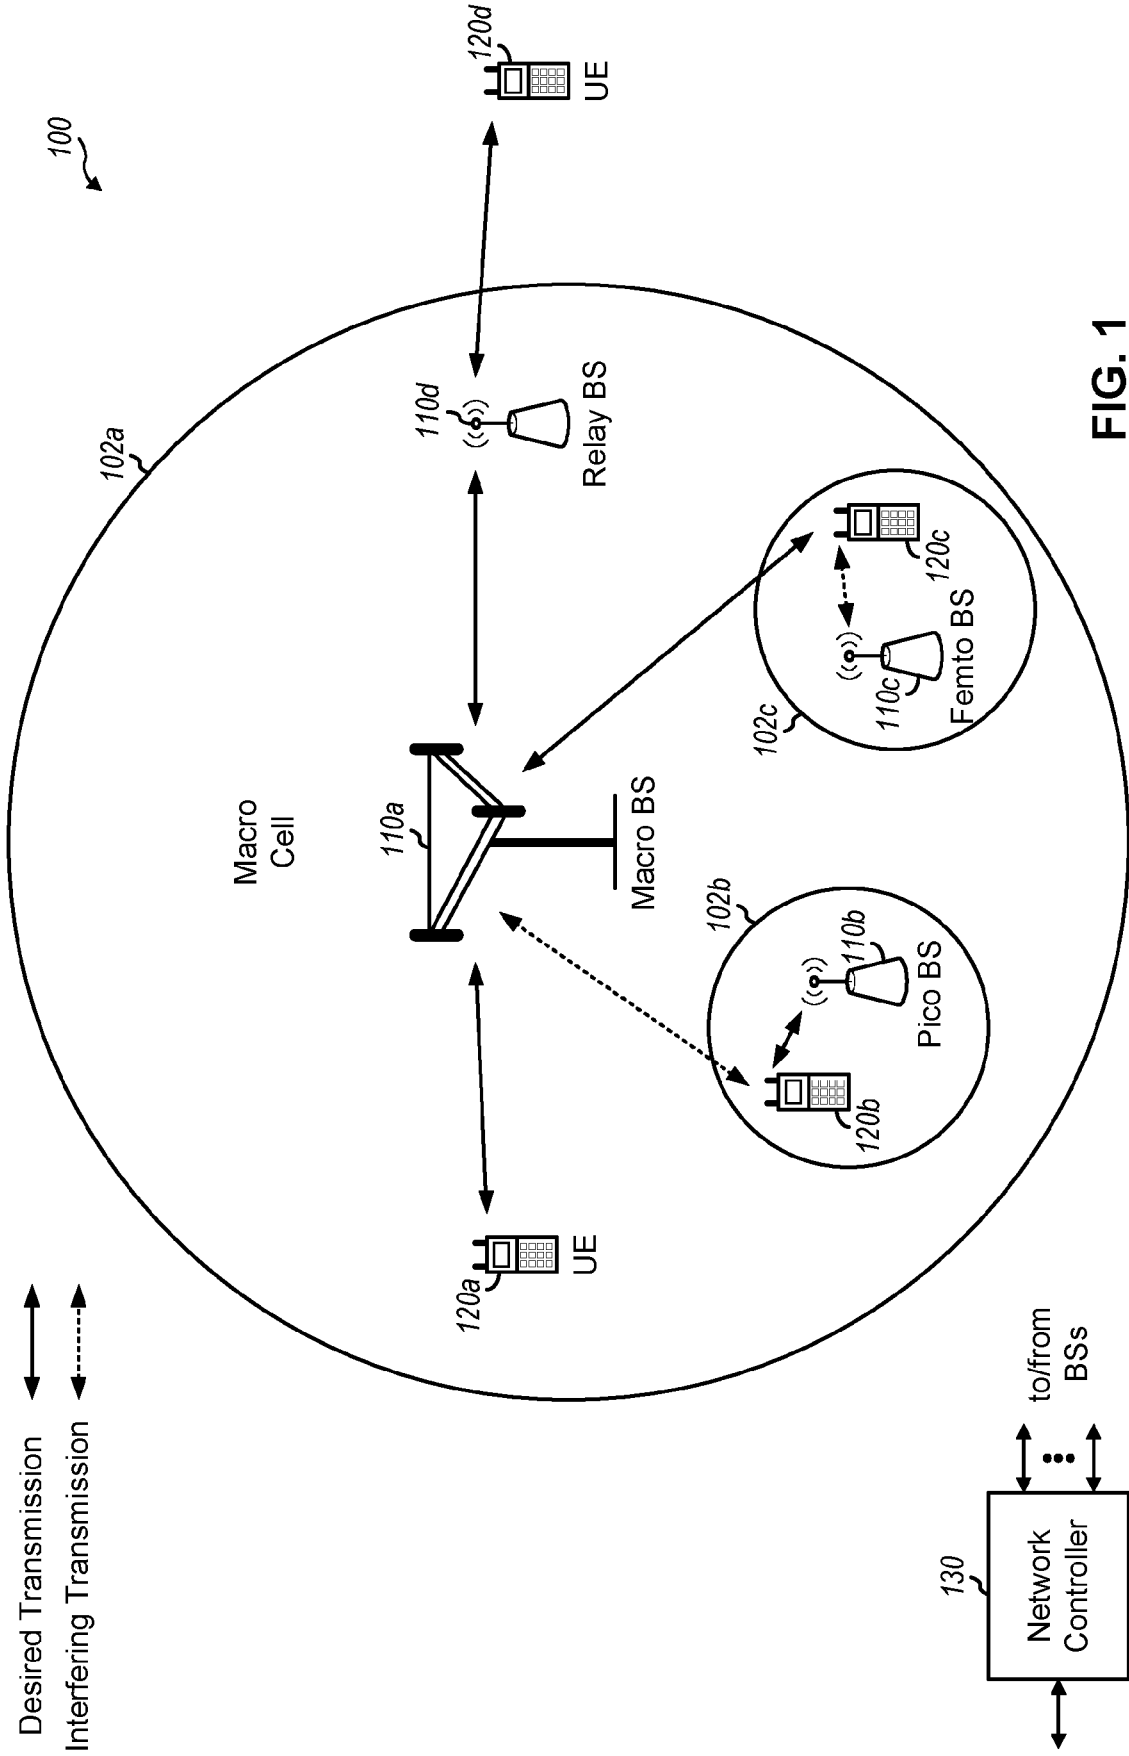 Desired Transmission
Interfering Transmission
100
102a
Macro
Cell
110a
Macro BS
120a
UE
110d
Relay BS
120d
UE
102b
110b
Pico BS
120b
102c
110c
Femto BS
120c
130
Network
Controller
to/from
BSs
FIG. 1